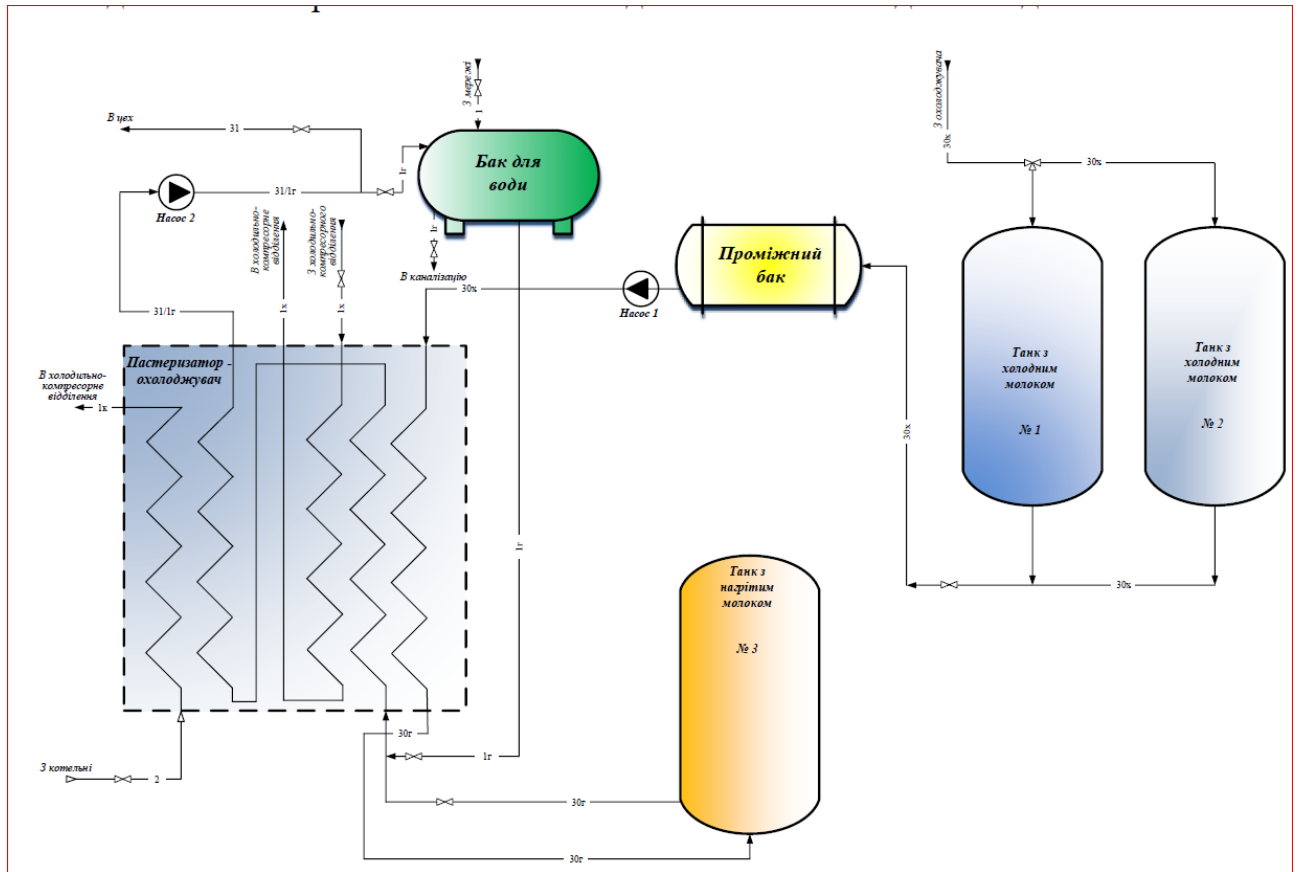 З мережі
З охолоджувача
В цех
31
1
30х
30х
1г
Бак для
води
31/1г
Насос 2
В холодильно-
компресорне
відділення
З холодильно-
компресорного
відділення
1г
В каналізацію
Проміжний
бак
30х
Насос 1
1х
1х
31/1г
Пастеризатор -
охолоджувач
В холодильно-
компресорне
відділення
1к
Танк з
холодним
молоком
№ 1
Танк з
холодним
молоком
№ 2
30х
1г
30х
Танк з
нагрітим
молоком
№ 3
30г
1г
З котельні
2
30г
30г